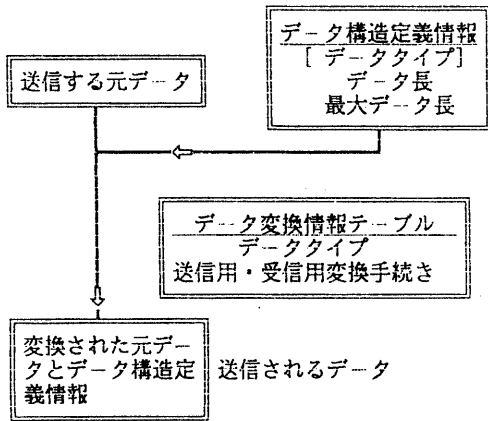 データ構造定義情報
[データタイプ]
データ長
最大データ長
送信する元データ
データ変換情報テーブル
データタイプ
送信用・受信用変換手続き
変換された元デー
タとデータ構造定
義情報
送信されるデータ